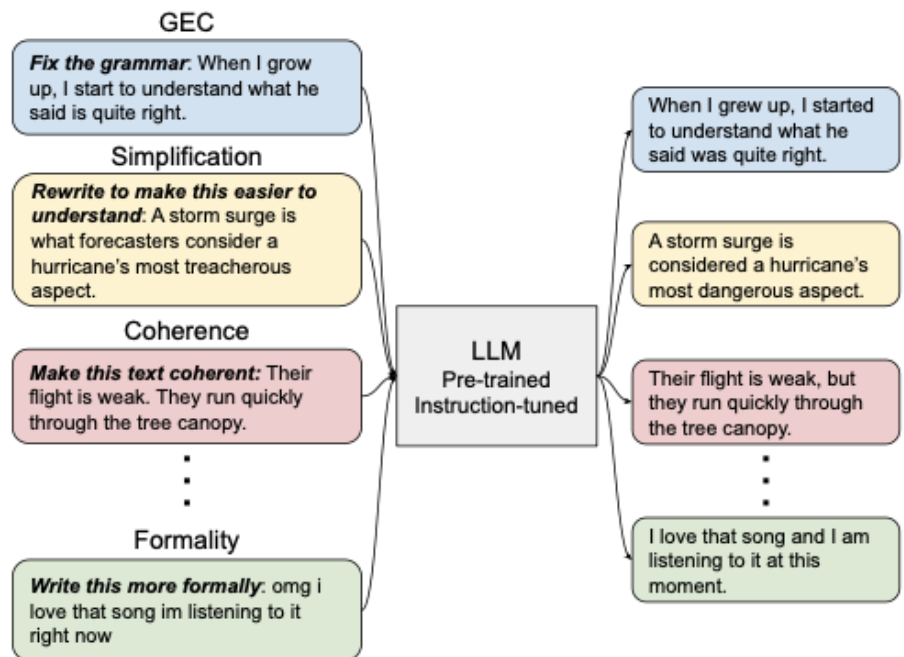 GEC
Fix the grammar: When I grow
up, I start to understand what he
said is quite right.
Simplification
Rewrite to make this easier to
understand: A storm surge is
what forecasters consider a
hurricane's most treacherous
aspect.
Coherence
Make this text coherent: Their
flight is weak. They run quickly
through the tree canopy.
Formality
Write this more formally: omg i
love that song im listening to it
right now
LLM
Pre-trained
Instruction-tuned
When I grew up, I started
to understand what he
said was quite right.
A storm surge is
considered a hurricane's
most dangerous aspect.
Their flight is weak, but
they run quickly through
the tree canopy.
I love that song and I am
listening to it at this
moment.